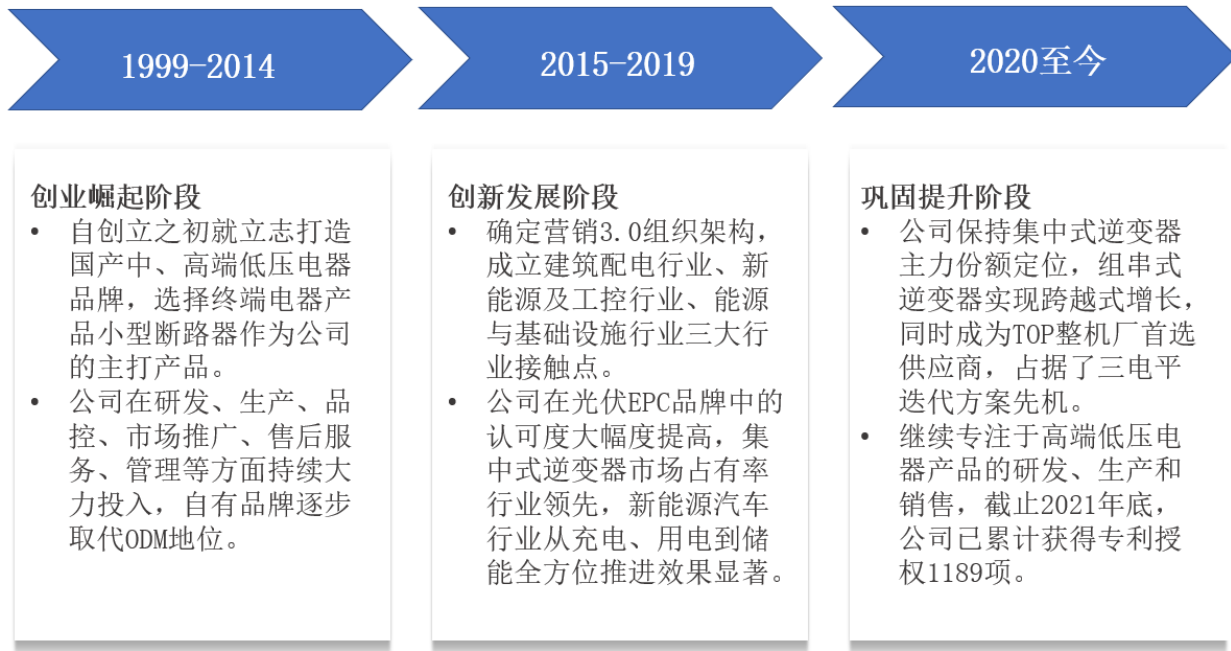 1999-2014
2015-2019
2020至今
创业崛起阶段
• 自创立之初就立志打造
国产中、高端低压电器
品牌，选择终端电器产
品小型断路器作为公司
的主打产品。
• 公司在研发、生产、品
控、市场推广、售后服
务、管理等方面持续大
力投入，自有品牌逐步
取代ODM地位。
创新发展阶段
• 确定营销3.0组织架构，
成立建筑配电行业、新
能源及工控行业、能源
与基础设施行业三大行
业接触点。
• 公司在光伏EPC品牌中的
认可度大幅度提高，集
中式逆变器市场占有率
行业领先，新能源汽车
行业从充电、用电到储
能全方位推进效果显著。
巩固提升阶段
• 公司保持集中式逆变器
主力份额定位，组串式
逆变器实现跨越式增长，
同时成为TOP整机厂首选
供应商，占据了三电平
迭代方案先机。
• 继续专注于高端低压电
器产品的研发、生产和
销售，截止2021年底，
公司已累计获得专利授
权1189项。